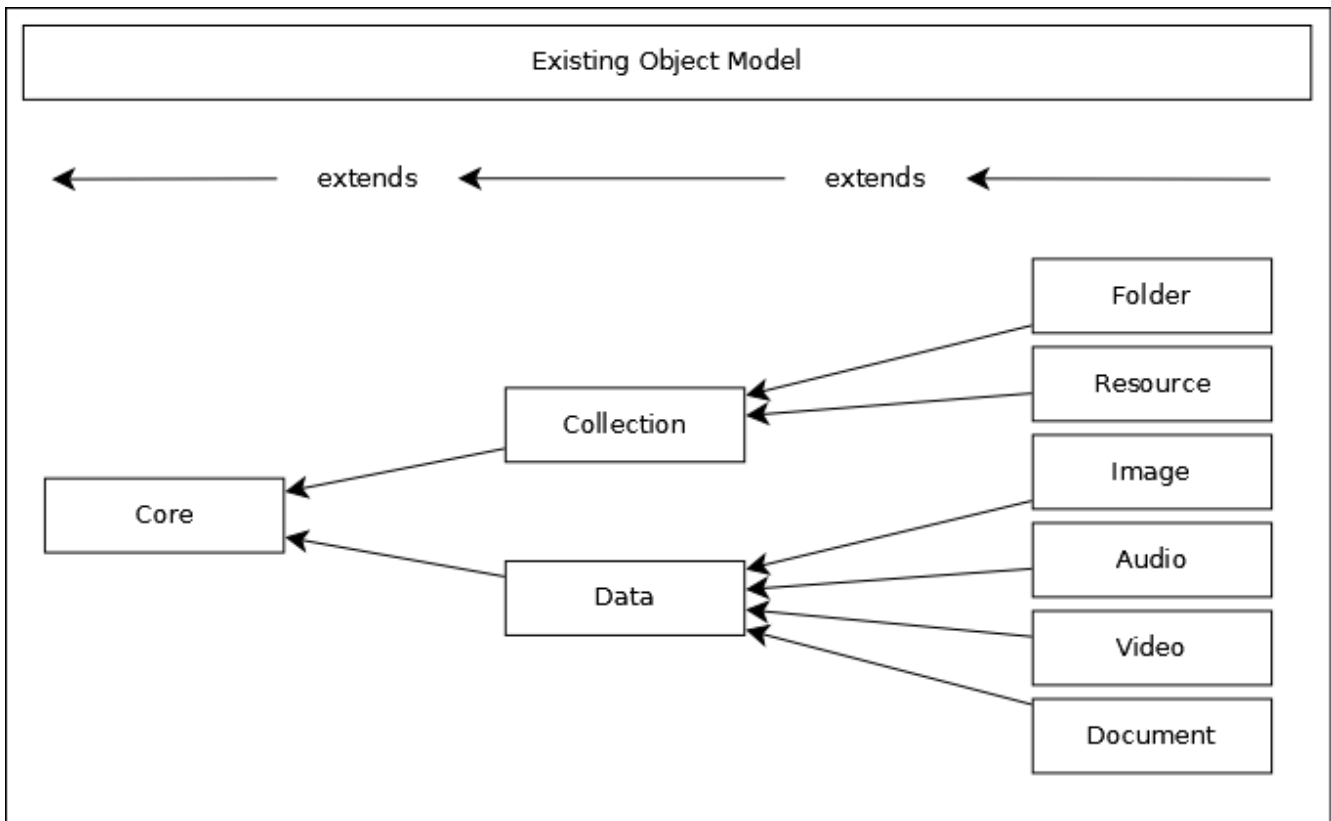 Existing Object Model
extends extends
Folder
Resource
Collection
Image
Core
Audio
Data
Video
Document